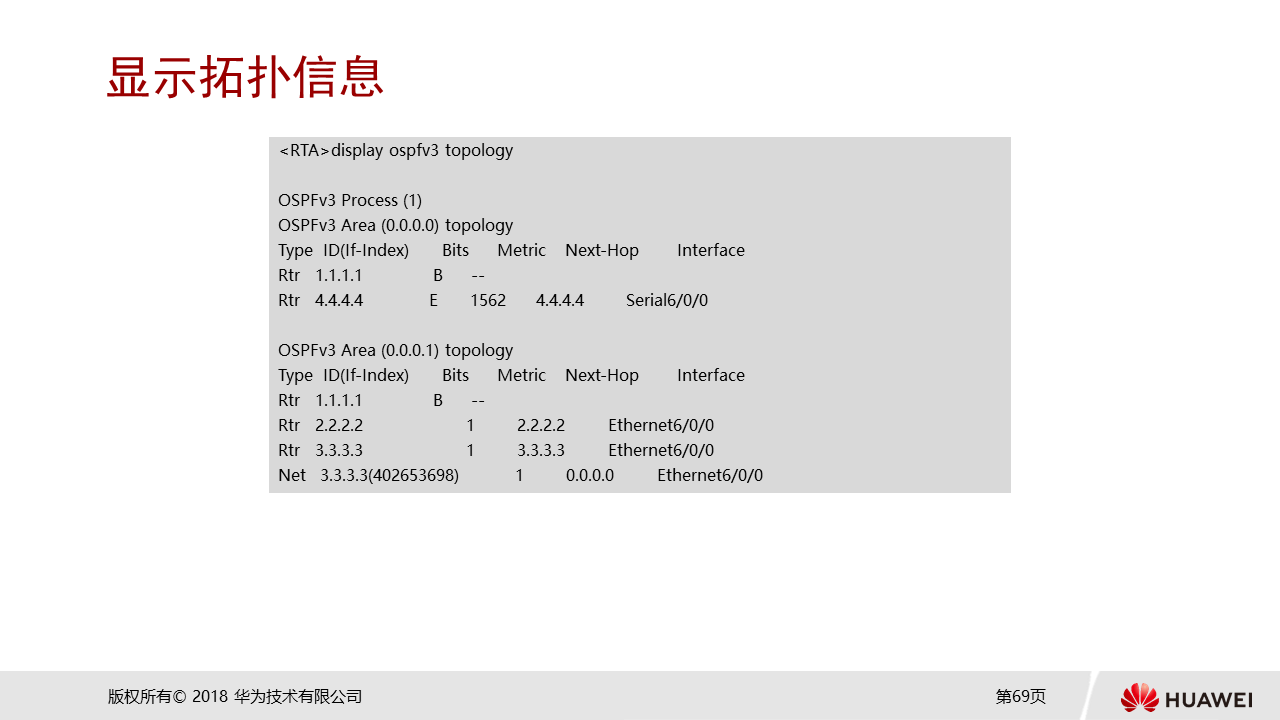 显示拓扑信息
<RTA>display ospfv3 topology
OSPFv3 Process (1)
OSPFv3 Area (0.0.0.0) topology
Type ID(If-Index) Bits Metric Next-Hop Interface
Rtr 1.1.1.1 B --
Rtr 4.4.4.4 E 1562 4.4.4.4 Serial6/0/0
OSPFv3 Area (0.0.0.1) topology
Type ID(If-Index) Bits Metric Next-Hop Interface
Rtr 1.1.1.1 B --
Rtr 2.2.2.2 1 2.2.2.2 Ethernet6/0/0
Rtr 3.3.3.3 1 3.3.3.3 Ethernet6/0/0
Net 3.3.3.3(402653698) 1 0.0.0.0 Ethernet6/0/0
版权所有© 2018 华为技术有限公司
第69页
HUAWEI